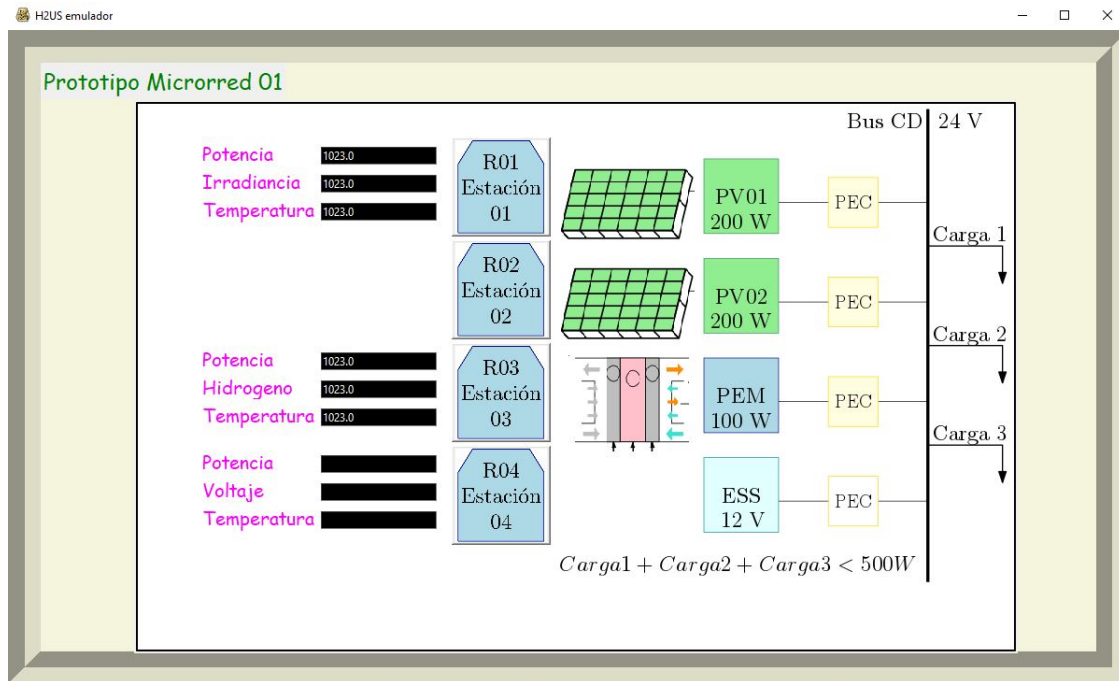 H2US emulador
Prototipo Microrred 01
Bus CD 24 V
Potencia 1023.0
Irradiancia 1023.0
Temperatura 1023.0
R01
Estación
01
PV01
200 W
PEC
Carga 1
R02
Estación
02
PV02
200 W
PEC
Carga 2
Potencia 1023.0
Hidrogeno 1023.0
Temperatura 1023.0
R03
Estación
03
C
PEM
100 W
PEC
Carga 3
Potencia
Voltaje
Temperatura
R04
Estación
04
ESS
12 V
PEC
Carga1 + Carga2 + Carga3 < 500W